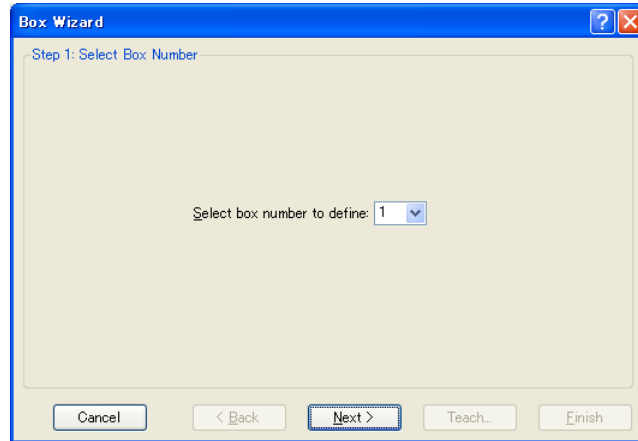 Box Wizard
Step 1: Select Box Number
Select box number to define: 1
Cancel < Back Next > Teach... Finish